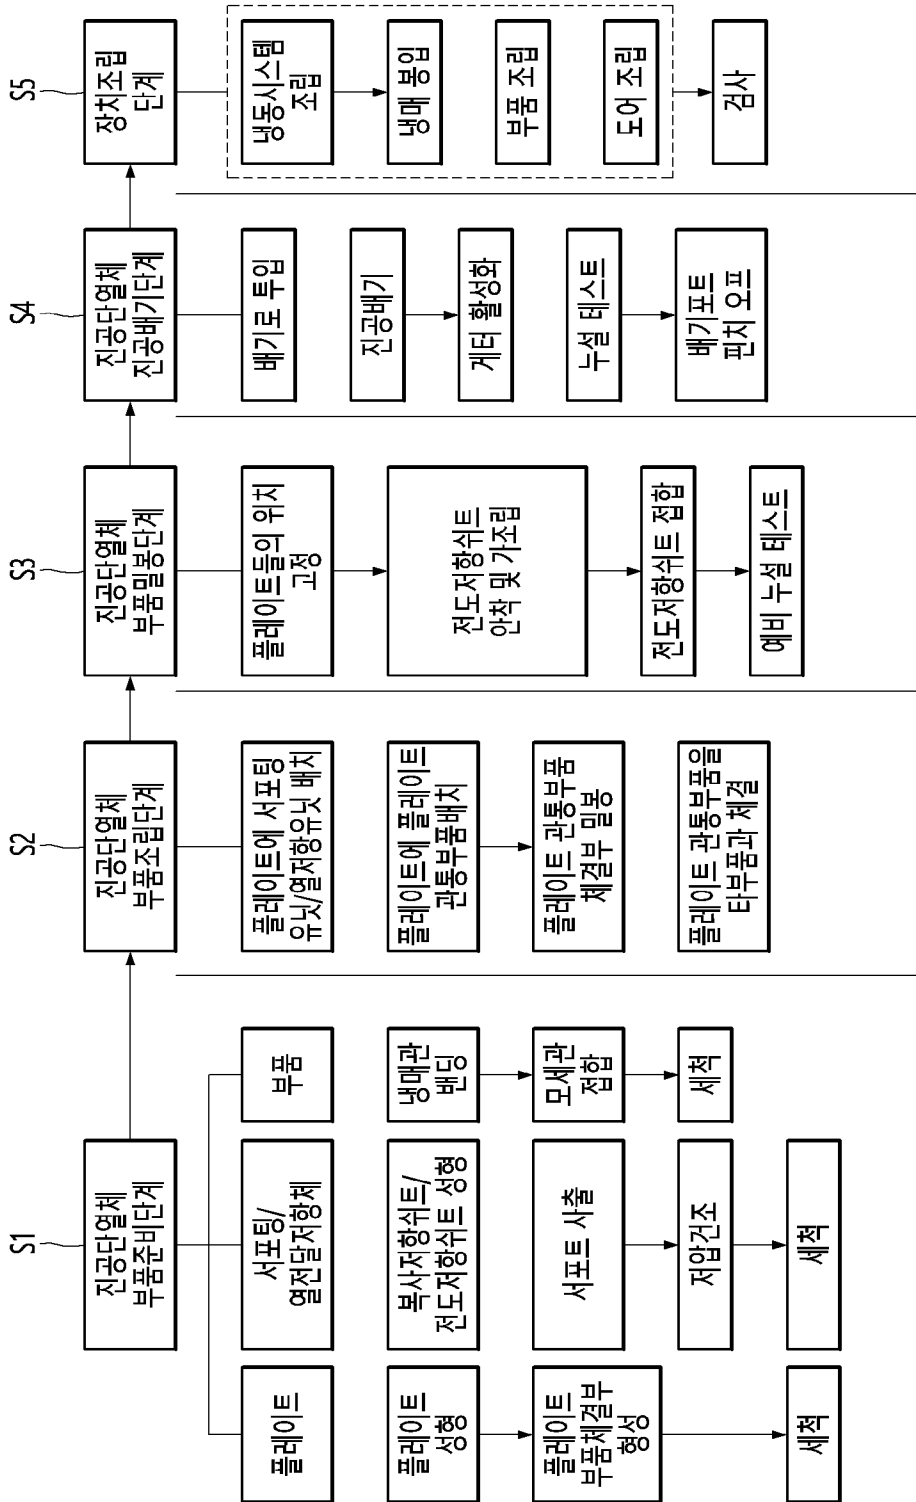 S1
진공단열체
부품준비단계
플레이트
플레이트
성형
플레이트
부품체결부
형성
세척
서포팅/
열전달저항체
복사저항쉬트/
전도저항쉬트 성형
서포트 사출
저압건조
세척
부품
냉매관
밴딩
모세관
접합
세척
S2
진공단열체
부품조립단계
플레이트에 서포팅
유닛/열저항유닛 배치
플레이트에 플레이트
관통부품배치
플레이트 관통부품
체결부 밀봉
플레이트 관통부품을
타부품과 체결
S3
진공단열체
부품밀봉단계
플레이트들의 위치
고정
전도저항쉬트
안착 및 가조립
전도저항쉬트 접합
예비 누설 테스트
S4
진공단열체
진공배기단계
배기로 투입
진공배기
게터 활성화
누설 테스트
배기포트
핀치 오프
S5
장치조립
단계
냉동시스템
조립
냉매 봉입
부품 조립
도어 조립
검사